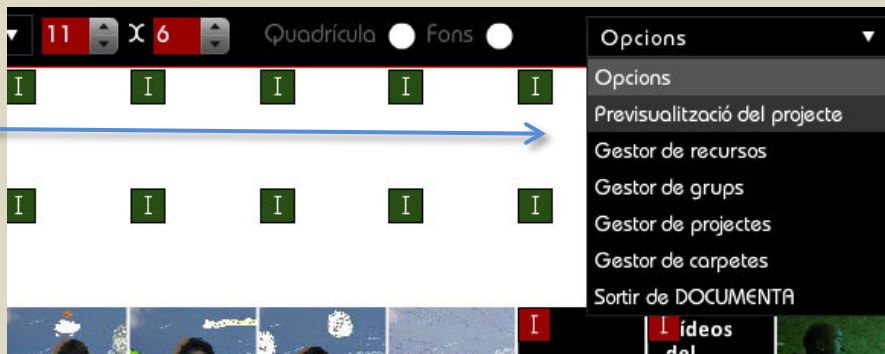 11 X 6 Quadrícula Fons Opcions
Opcions
I I I I I
Previsualització del projecte
Gestor de recursos
Gestor de grups
I I I I I
Gestor de projectes
Gestor de carpetes
Sortir de DOCUMENTA
I I ídeos
del